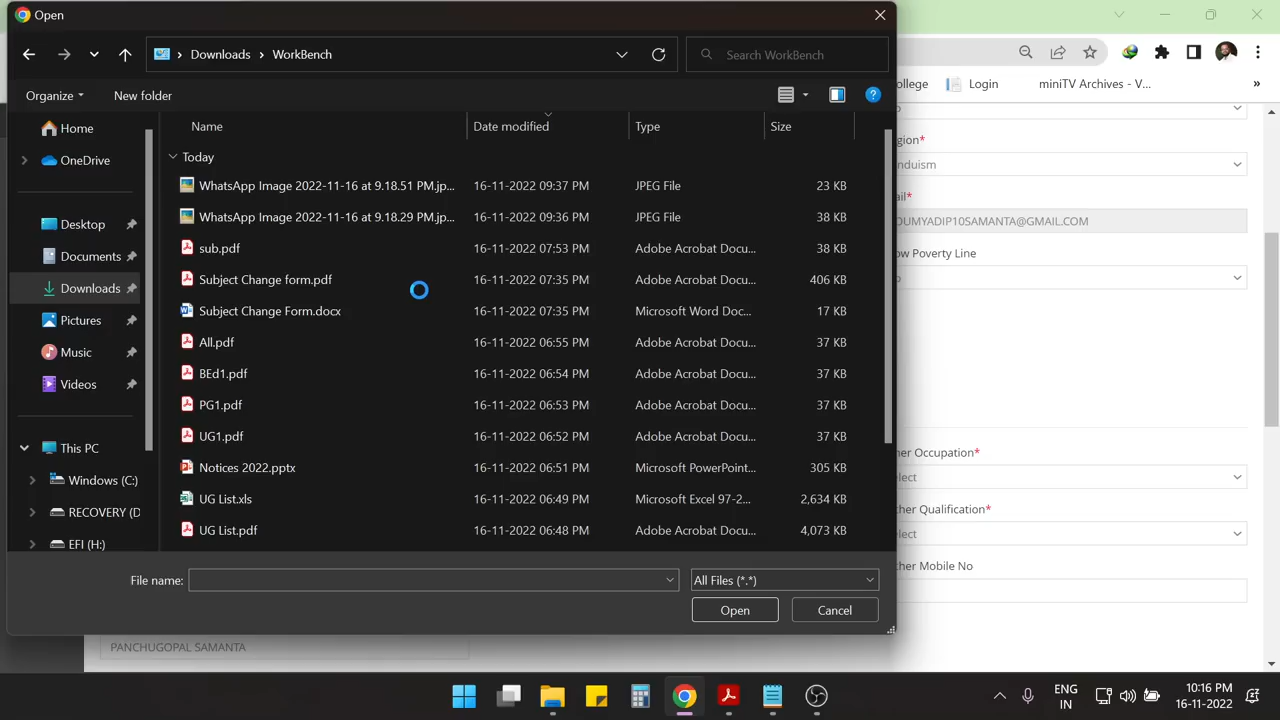 Open
Downloads WorkBench
Search WorkBench
Organize New folder
Home
OneDrive
Desktop
Documents
Downloads
Pictures
Music
Videos
This PC
Windows (C:)
RECOVERY (D
EFI (H:)
Name Date modified Type Size
Today
WhatsApp Image 2022-11-16 at 9.18.51 PM.jp... 16-11-2022 09:37 PM JPEG File 23 KB
WhatsApp Image 2022-11-16 at 9.18.29 PM.jp... 16-11-2022 09:36 PM JPEG File 38 KB
sub.pdf 16-11-2022 07:53 PM Adobe Acrobat Docu... 38 KB
Subject Change form.pdf 16-11-2022 07:35 PM Adobe Acrobat Docu... 406 KB
Subject Change Form.docx 16-11-2022 07:35 PM Microsoft Word Doc... 17 KB
All.pdf 16-11-2022 06:55 PM Adobe Acrobat Docu... 37 KB
BEd1.pdf 16-11-2022 06:54 PM Adobe Acrobat Docu... 37 KB
PG1.pdf 16-11-2022 06:53 PM Adobe Acrobat Docu... 37 KB
UG1.pdf 16-11-2022 06:52 PM Adobe Acrobat Docu... 37 KB
Notices 2022.pptx 16-11-2022 06:51 PM Microsoft PowerPoint... 305 KB
UG List.xls 16-11-2022 06:49 PM Microsoft Excel 97-2... 2,634 KB
UG List.pdf 16-11-2022 06:48 PM Adobe Acrobat Docu... 4,073 KB
File name: All Files (*.*)
Open Cancel
ollege Login miniTV Archives - V... »
gion*
nduism
ail*
OUMYADIP10SAMANTA@GMAIL.COM
ow Poverty Line
o
her Occupation*
lect
ther Qualification*
lect
ther Mobile No
PANCHUGOPAL SAMANTA
ENG
IN
10:16 PM
16-11-2022